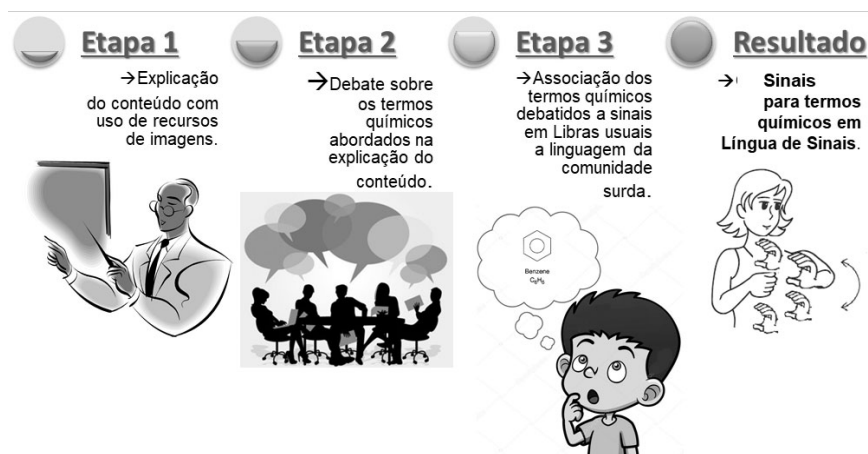 Etapa 1
→Explicação
do conteúdo com
uso de recursos
de imagens.
Etapa 2
→Debate sobre
os termos
químicos
abordados na
explicação do
conteúdo.
Etapa 3
→Associação dos
termos químicos
debatidos a sinais
em Libras usuais
a linguagem da
comunidade
surda.
Benzene
C₆H₆
Resultado
→ Sinais
para termos
químicos em
Língua de Sinais.